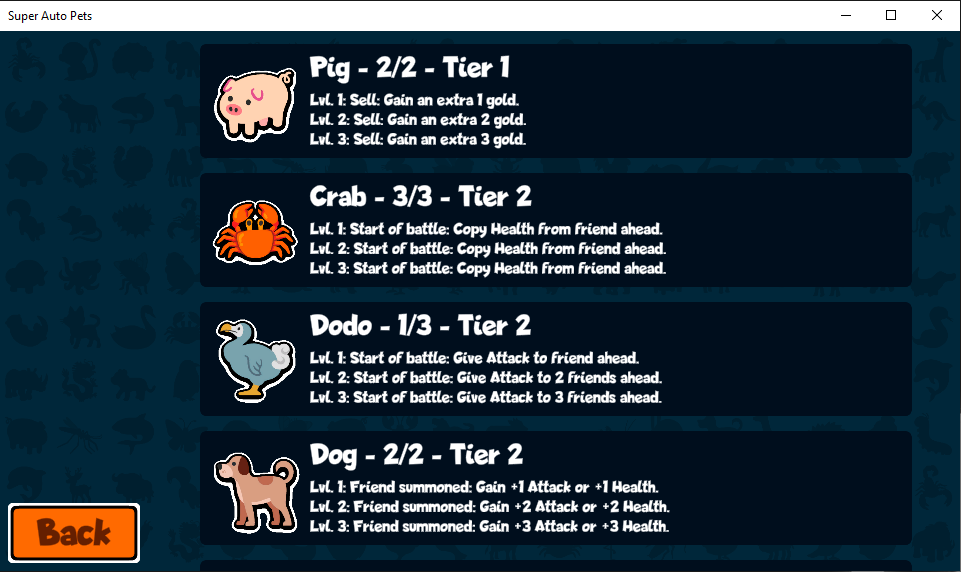 Super Auto Pets
Pig - 2/2 - Tier 1
Lvl. 1: Sell: Gain an extra 1 gold.
Lvl. 2: Sell: Gain an extra 2 gold.
Lvl. 3: Sell: Gain an extra 3 gold.
Crab - 3/3 - Tier 2
Lvl. 1: Start of battle: Copy Health from friend ahead.
Lvl. 2: Start of battle: Copy Health from friend ahead.
Lvl. 3: Start of battle: Copy Health from friend ahead.
Dodo - 1/3 - Tier 2
Lvl. 1: Start of battle: Give Attack to friend ahead.
Lvl. 2: Start of battle: Give Attack to 2 friends ahead.
Lvl. 3: Start of battle: Give Attack to 3 friends ahead.
Dog - 2/2 - Tier 2
Lvl. 1: Friend summoned: Gain +1 Attack or +1 Health.
Lvl. 2: Friend summoned: Gain +2 Attack or +2 Health.
Lvl. 3: Friend summoned: Gain +3 Attack or +3 Health.
Back